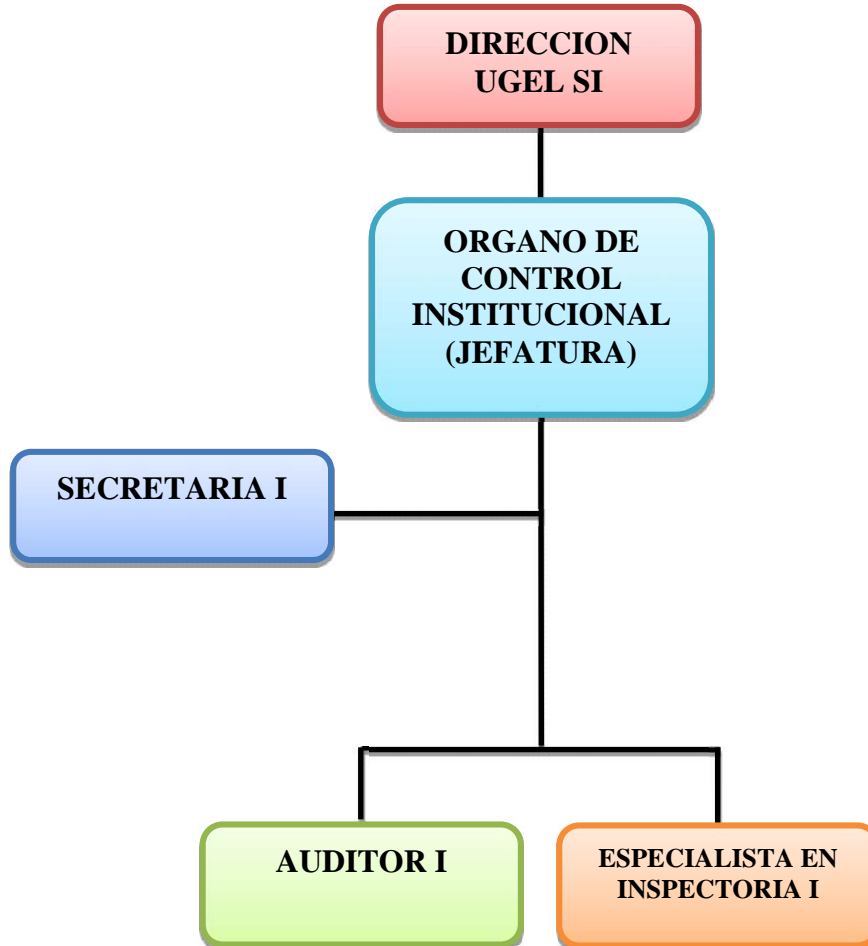 DIRECCION
UGEL SI
ORGANO DE
CONTROL
INSTITUCIONAL
(JEFATURA)
SECRETARIA I
AUDITOR I
ESPECIALISTA EN
INSPECTORIA I